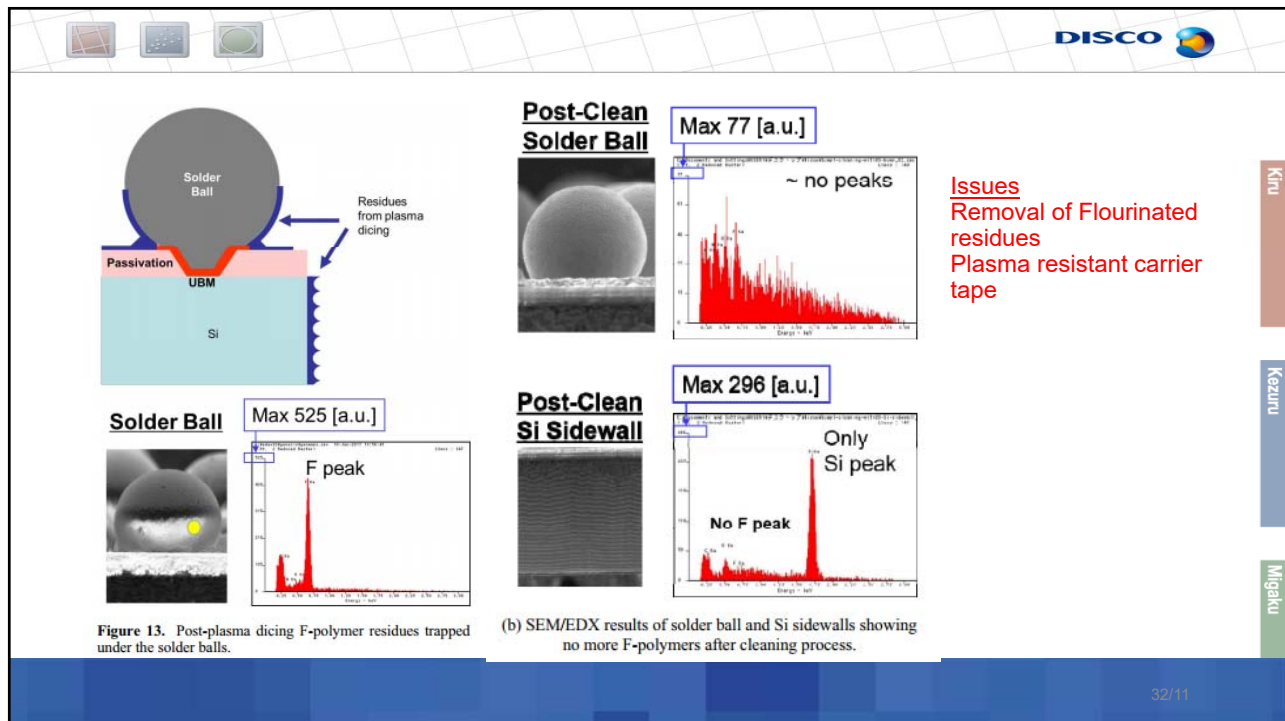 DISCO
Solder
Ball
Residues
from plasma
dicing
Passivation
UBM
Si
Solder Ball
Max 525 [a.u.]
F peak
Figure 13. Post-plasma dicing F-polymer residues trapped
under the solder balls.
Post-Clean
Solder Ball
Max 77 [a.u.]
~ no peaks
Post-Clean
Si Sidewall
Max 296 [a.u.]
Only
Si peak
No F peak
(b) SEM/EDX results of solder ball and Si sidewalls showing
no more F-polymers after cleaning process.
Issues
Removal of Flourinated
residues
Plasma resistant carrier
tape
Kiru
Kezuru
Migaku
32/11